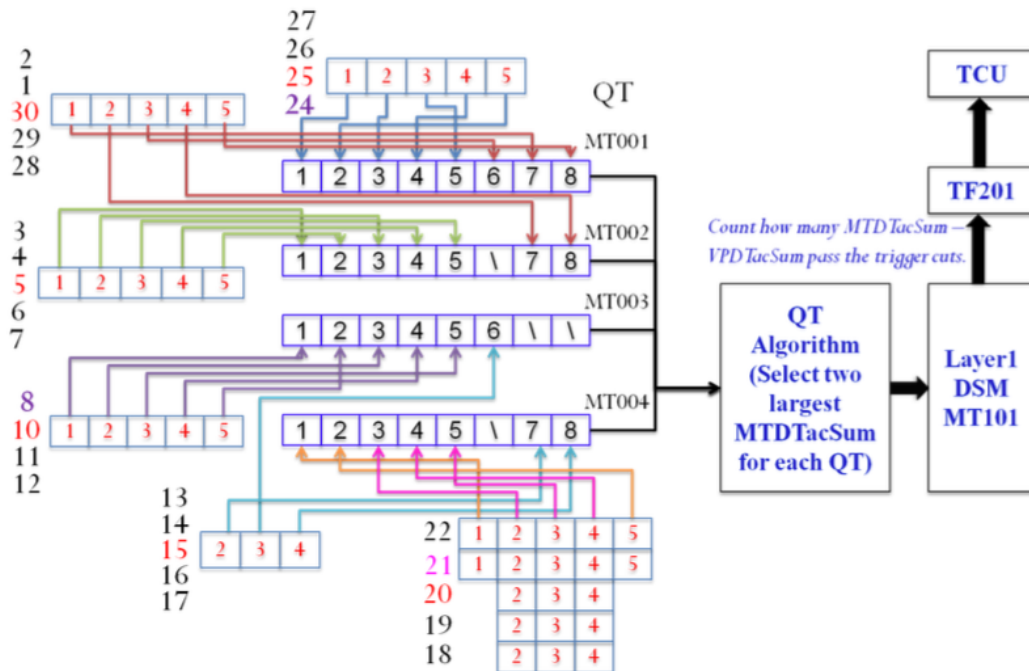 27
26
25
24
1 2 3 4 5
QT
2
1
30
29
28
1 2 3 4 5
MT001
1 2 3 4 5 6 7 8
3
4
5
6
7
1 2 3 4 5
MT002
1 2 3 4 5 \ 7 8
MT003
1 2 3 4 5 6 \ \
8
10
11
12
1 2 3 4 5
MT004
1 2 3 4 5 \ 7 8
13
14
15
16
17
2 3 4
22 1 2 3 4 5
21 1 2 3 4 5
20 2 3 4
19 2 3 4
18 2 3 4
TCU
TF201
Count how many MTDTacSum –
VPDTacSum pass the trigger cuts.
QT
Algorithm
(Select two
largest
MTDTacSum
for each QT)
Layer1
DSM
MT101